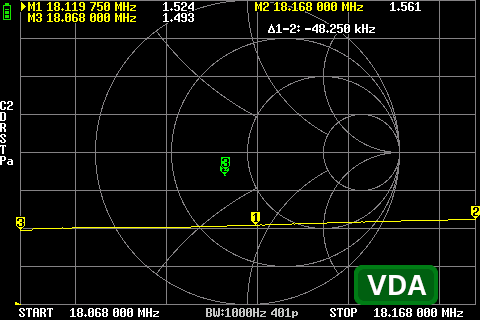 M1 18.119 750 MHz 1.524 M2 18.168 000 MHz 1.561
M3 18.068 000 MHz 1.493
Δ1-2: -48.250 kHz
C2
D
R
S
T
Pa
3
3
1
2
VDA
START 18.068 000 MHz BW:1000Hz 401p STOP 18.168 000 MHz